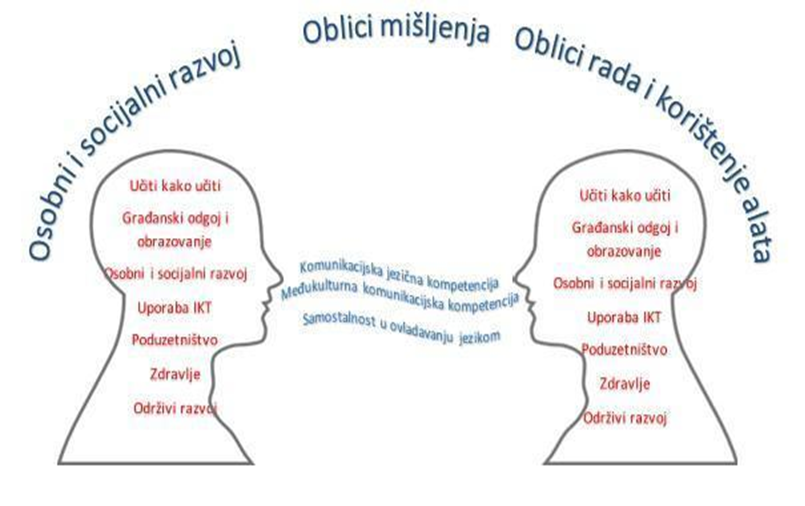 Osobni i socijalni razvoj
Oblici mišljenja
Oblici rada i korištenje alata
Učiti kako učiti
Građanski odgoj i
obrazovanje
Osobni i socijalni razvoj
Uporaba IKT
Poduzetništvo
Zdravlje
Održivi razvoj
Komunikacijska jezična kompetencija
Međukulturna komunikacijska kompetencija
Samostalnost u ovladavanju jezikom
Učiti kako učiti
Građanski odgoj i
obrazovanje
Osobni i socijalni razvoj
Uporaba IKT
Poduzetništvo
Zdravlje
Održivi razvoj